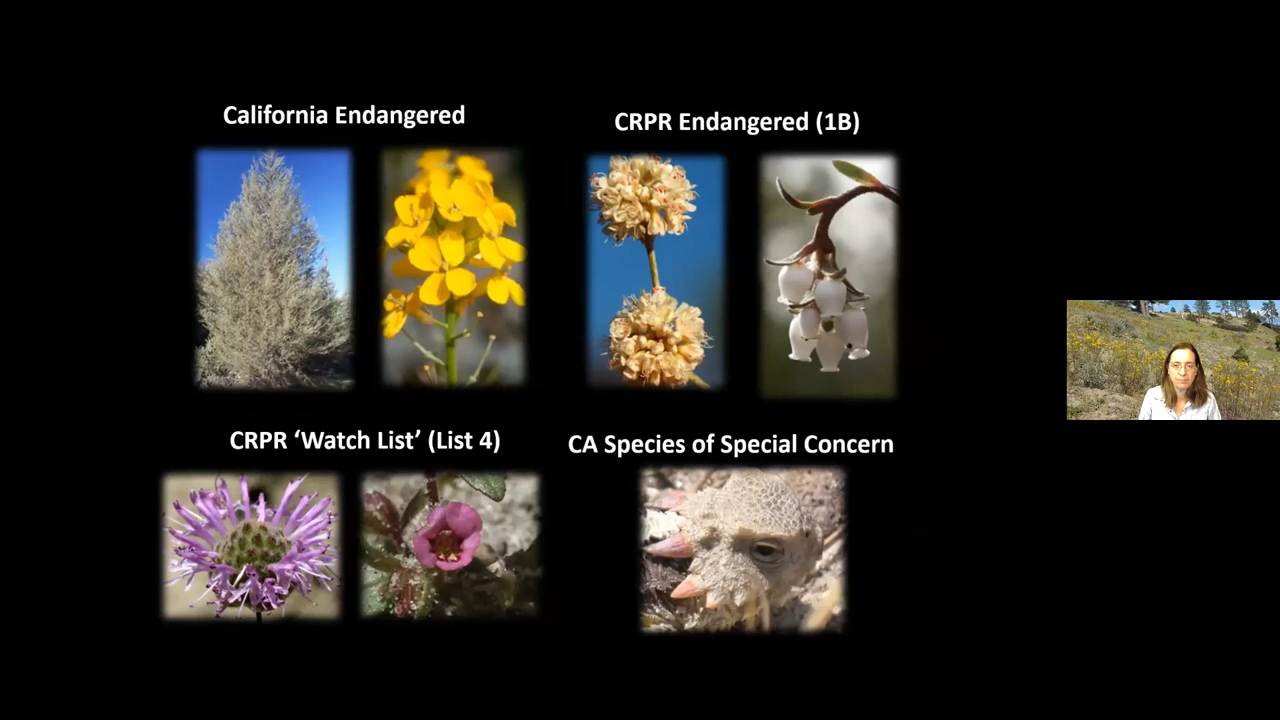 California Endangered
CRPR Endangered (1B)
CRPR ‘Watch List’ (List 4)
CA Species of Special Concern